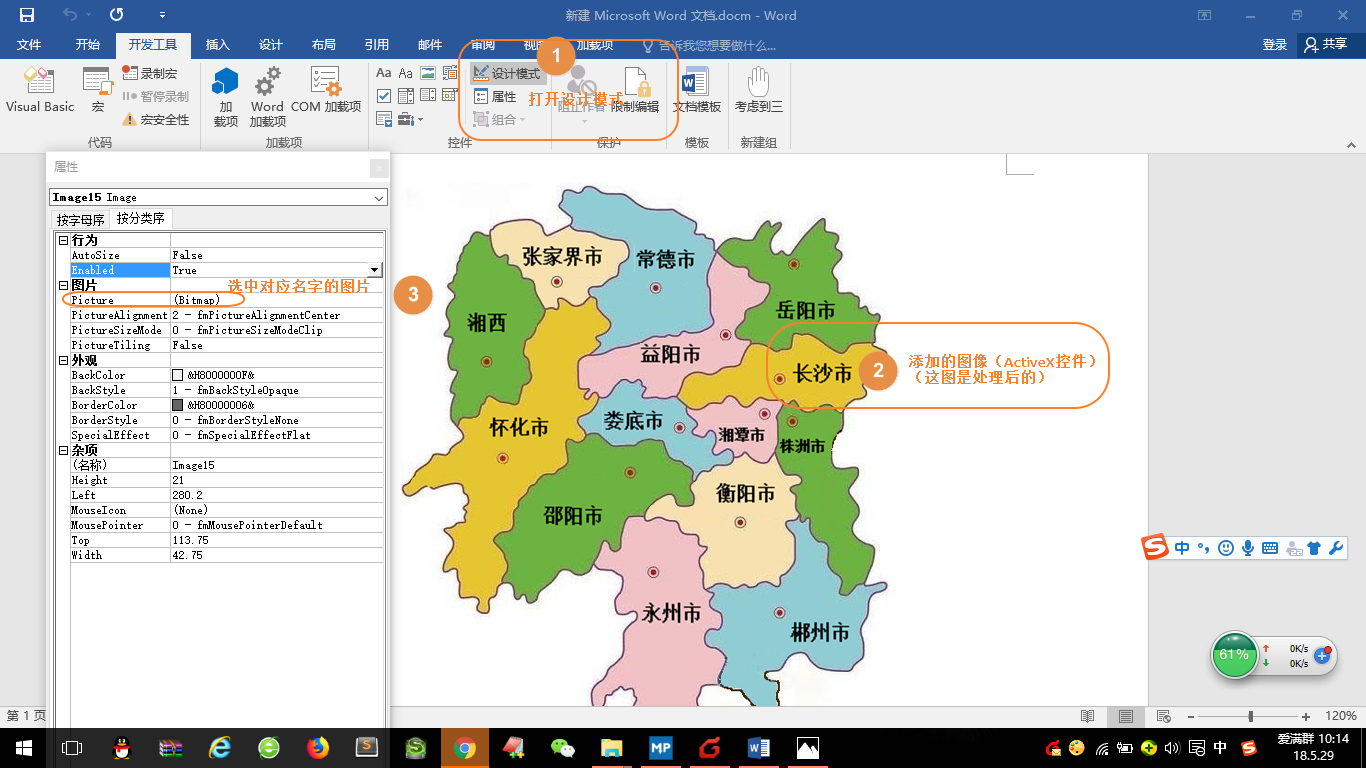 新建 Microsoft Word 文档.docm - Word
文件 开始 开发工具 插入 设计 布局 引用 邮件 审阅 视图 加载项 告诉我您想要做什么... 登录 共享
1
Visual Basic 宏 录制宏 暂停录制 宏安全性
代码
加载项 Word 加载项 COM 加载项
加载项
Aa Aa
设计模式
属性
组合
控件
打开设计模式
阻止作者 限制编辑
保护
文档模板
模板
考虑到三
新建组
属性
Image15 Image
按字母序 按分类序
行为
AutoSize False
Enabled True
图片
选中对应名字的图片
3
Picture (Bitmap)
PictureAlignment 2 - fmPictureAlignmentCenter
PictureSizeMode 0 - fmPictureSizeModeClip
PictureTiling False
外观
BackColor &H8000000F&
BackStyle 1 - fmBackStyleOpaque
BorderColor &H80000006&
BorderStyle 0 - fmBorderStyleNone
SpecialEffect 0 - fmSpecialEffectFlat
杂项
(名称) Image15
Height 21
Left 280.2
MouseIcon (None)
MousePointer 0 - fmMousePointerDefault
Top 113.75
Width 42.75
张家界市
常德市
岳阳市
湘西
益阳市
长沙市
2
添加的图像（ActiveX控件）
（这图是处理后的）
怀化市
娄底市
湘潭市
株洲市
邵阳市
衡阳市
永州市
郴州市
中
61%
0K/s
0K/s
第 1 页
120%
MP
中
爱满群 10:14
18.5.29